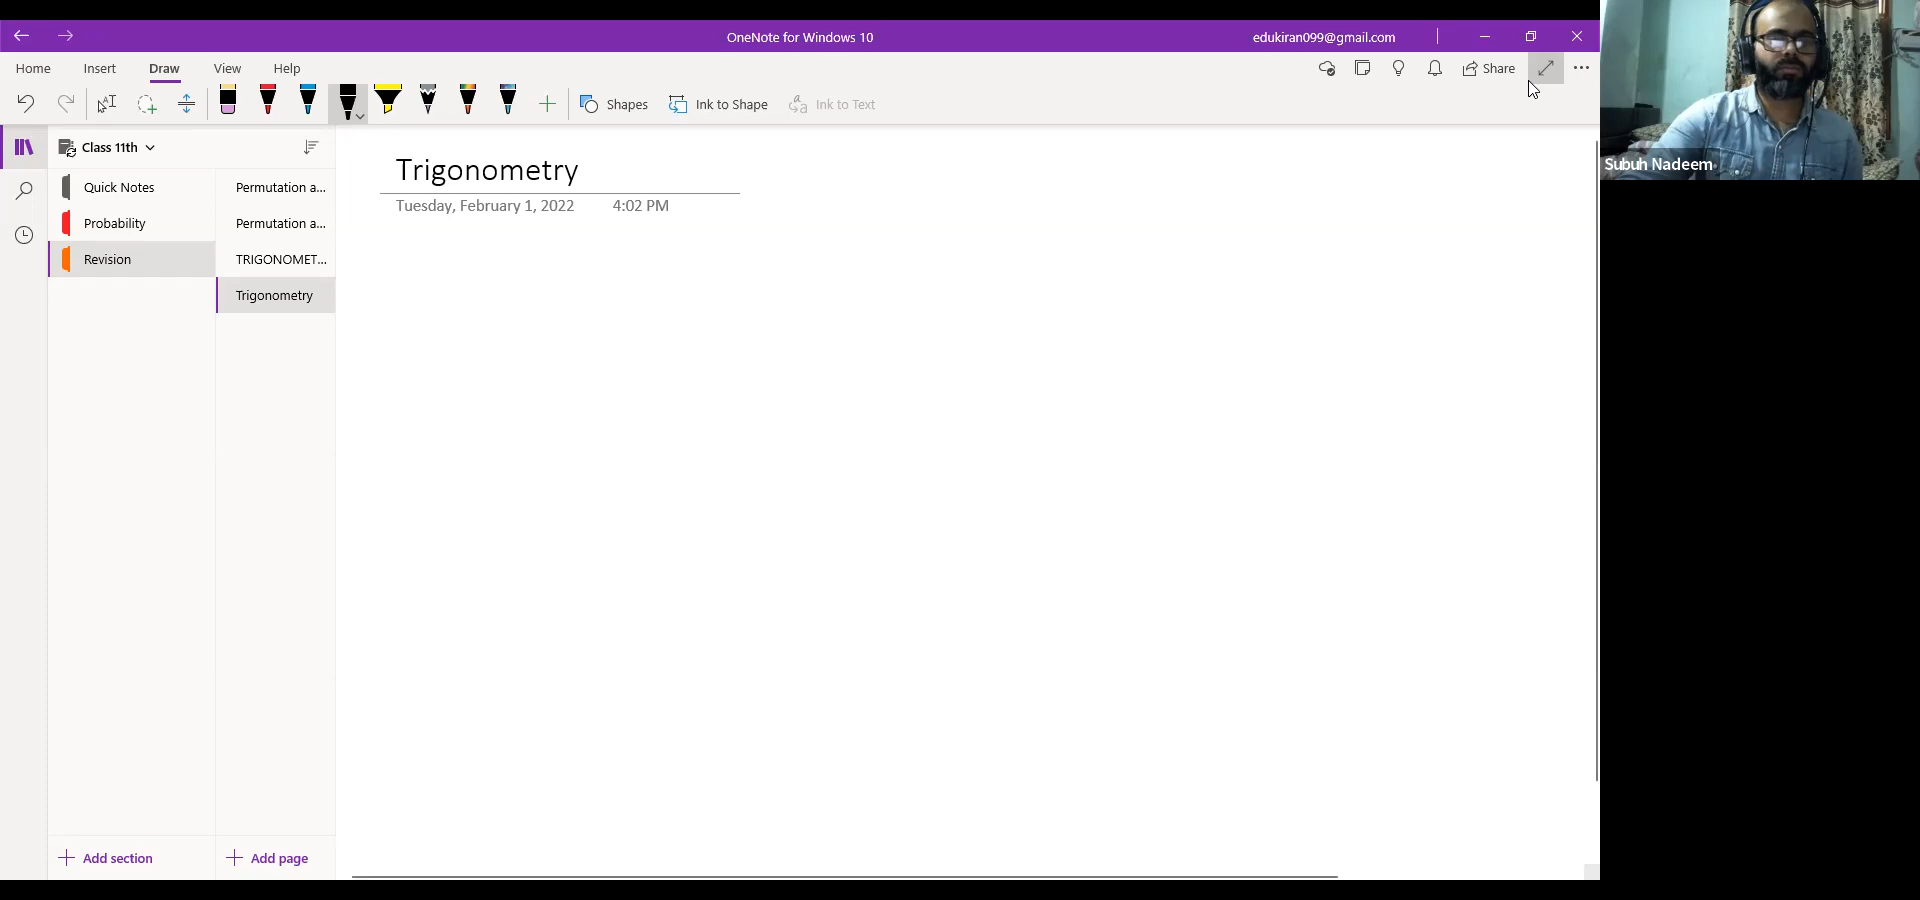 OneNote for Windows 10
edukiran099@gmail.com
Home Insert Draw View Help
Share
Shapes Ink to Shape Ink to Text
Class 11th
Trigonometry
Tuesday, February 1, 2022 4:02 PM
Quick Notes
Probability
Revision
Permutation a...
Permutation a...
TRIGONOMET...
Trigonometry
Add section
Add page
Subuh Nadeem